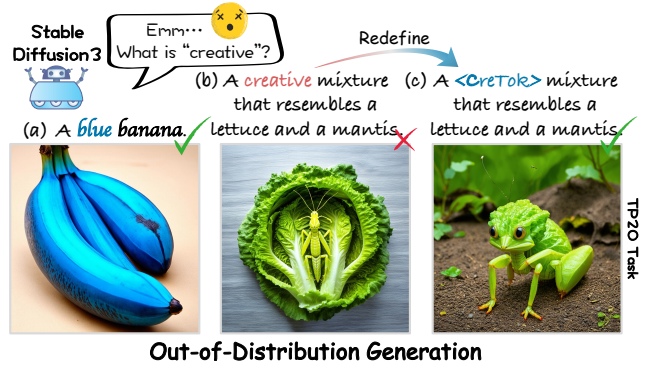 Stable
Diffusion3
Emm...
What is "creative"?
Redefine
(a) A blue banana.
(b) A creative mixture
that resembles a
lettuce and a mantis.
(c) A <CreTok> mixture
that resembles a
lettuce and a mantis.
TP2O Task
Out-of-Distribution Generation